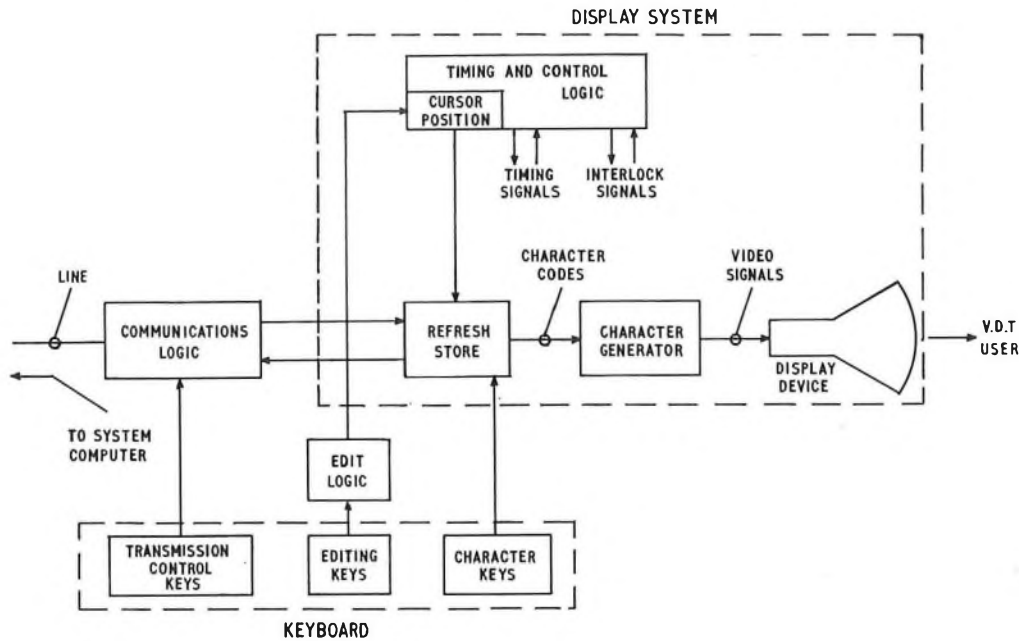 DISPLAY SYSTEM
TIMING AND CONTROL
LOGIC
CURSOR
POSITION
TIMING
SIGNALS
INTERLOCK
SIGNALS
LINE
CHARACTER
CODES
VIDEO
SIGNALS
COMMUNICATIONS
LOGIC
REFRESH
STORE
CHARACTER
GENERATOR
DISPLAY
DEVICE
V.D.T
USER
TO SYSTEM
COMPUTER
EDIT
LOGIC
TRANSMISSION
CONTROL
KEYS
EDITING
KEYS
CHARACTER
KEYS
KEYBOARD